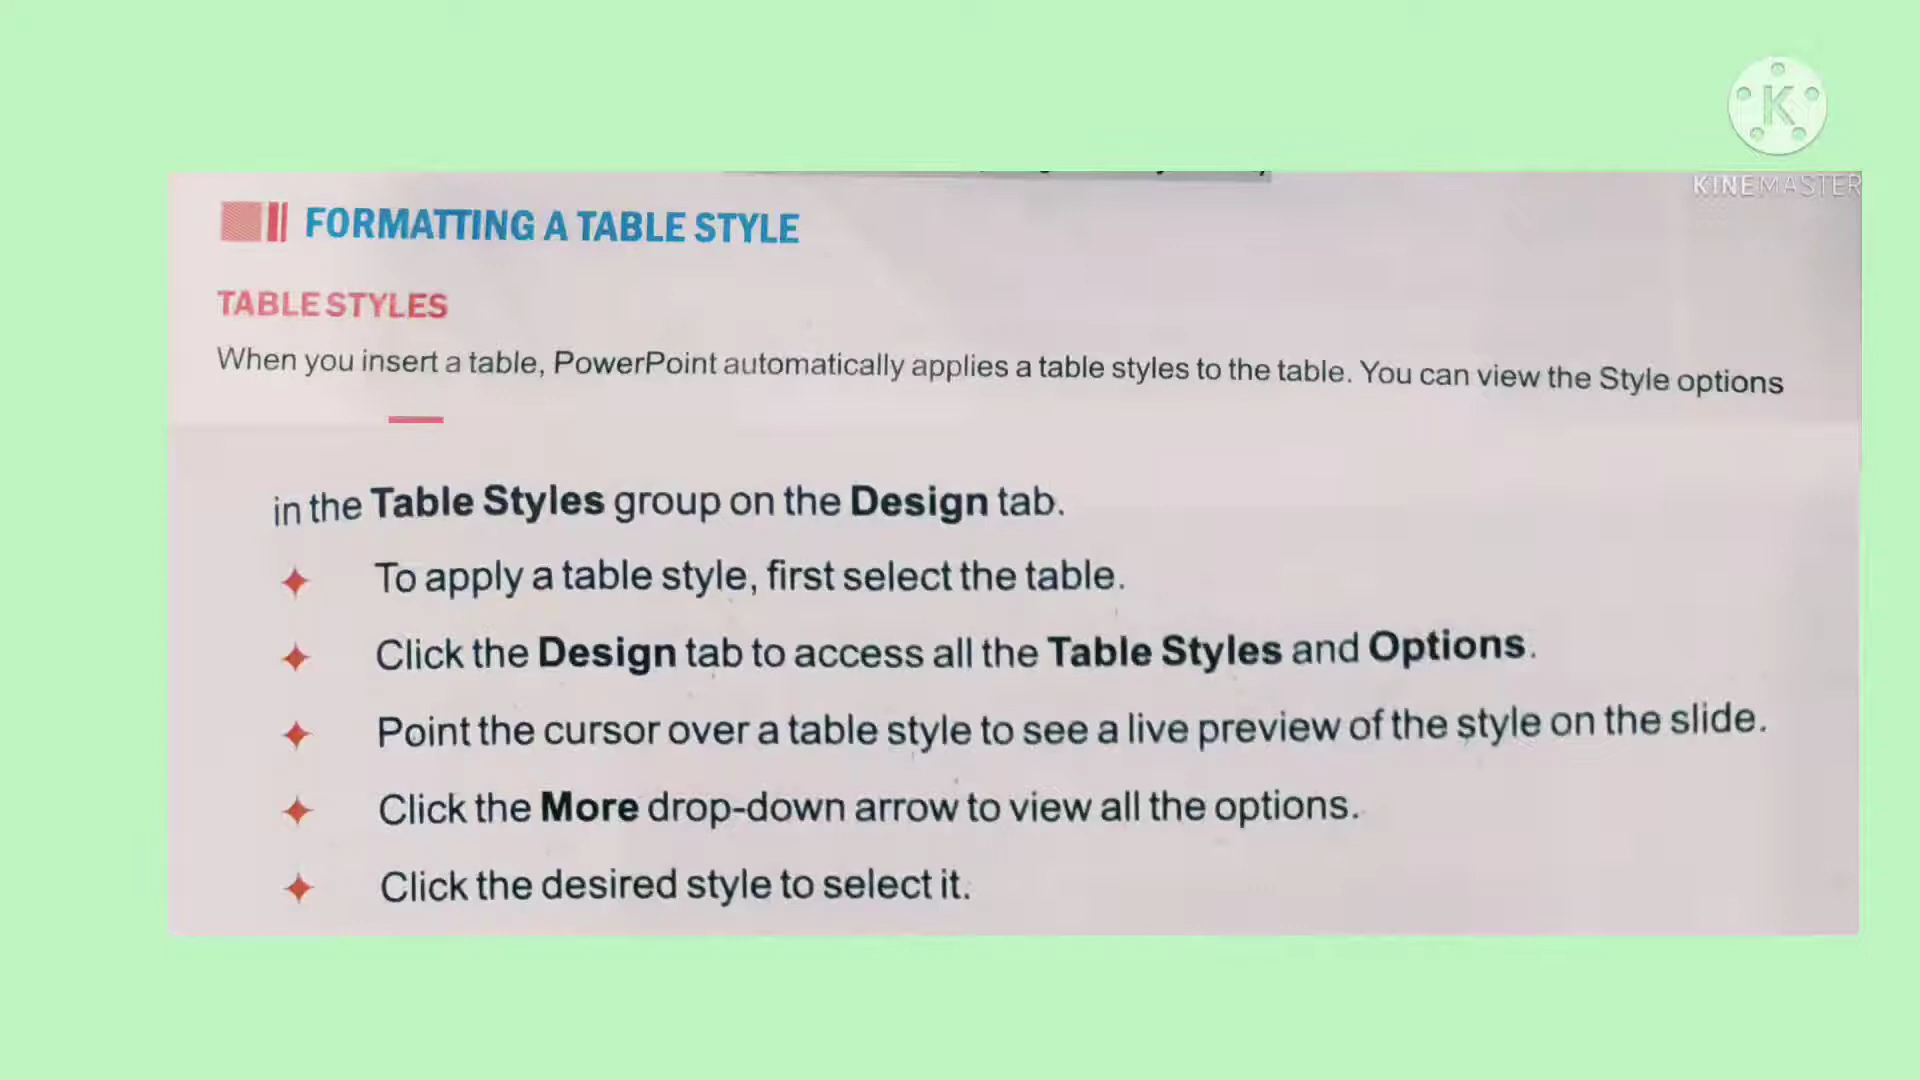 K
KINEMASTER
FORMATTING A TABLE STYLE
TABLE STYLES
When you insert a table, PowerPoint automatically applies a table styles to the table. You can view the Style options
in the Table Styles group on the Design tab.
To apply a table style, first select the table.
Click the Design tab to access all the Table Styles and Options.
Point the cursor over a table style to see a live preview of the style on the slide.
Click the More drop-down arrow to view all the options.
Click the desired style to select it.